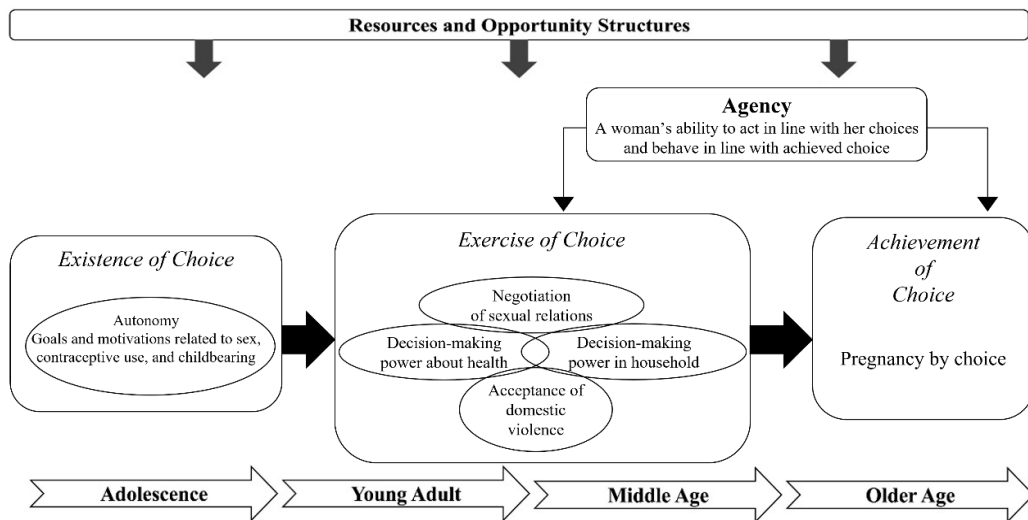 Resources and Opportunity Structures
Agency
A woman's ability to act in line with her choices
and behave in line with achieved choice
Existence of Choice
Autonomy
Goals and motivations related to sex,
contraceptive use, and childbearing
Exercise of Choice
Negotiation
of sexual relations
Decision-making
power about health
Decision-making
power in household
Acceptance of
domestic
violence
Achievement
of
Choice
Pregnancy by choice
Adolescence
Young Adult
Middle Age
Older Age